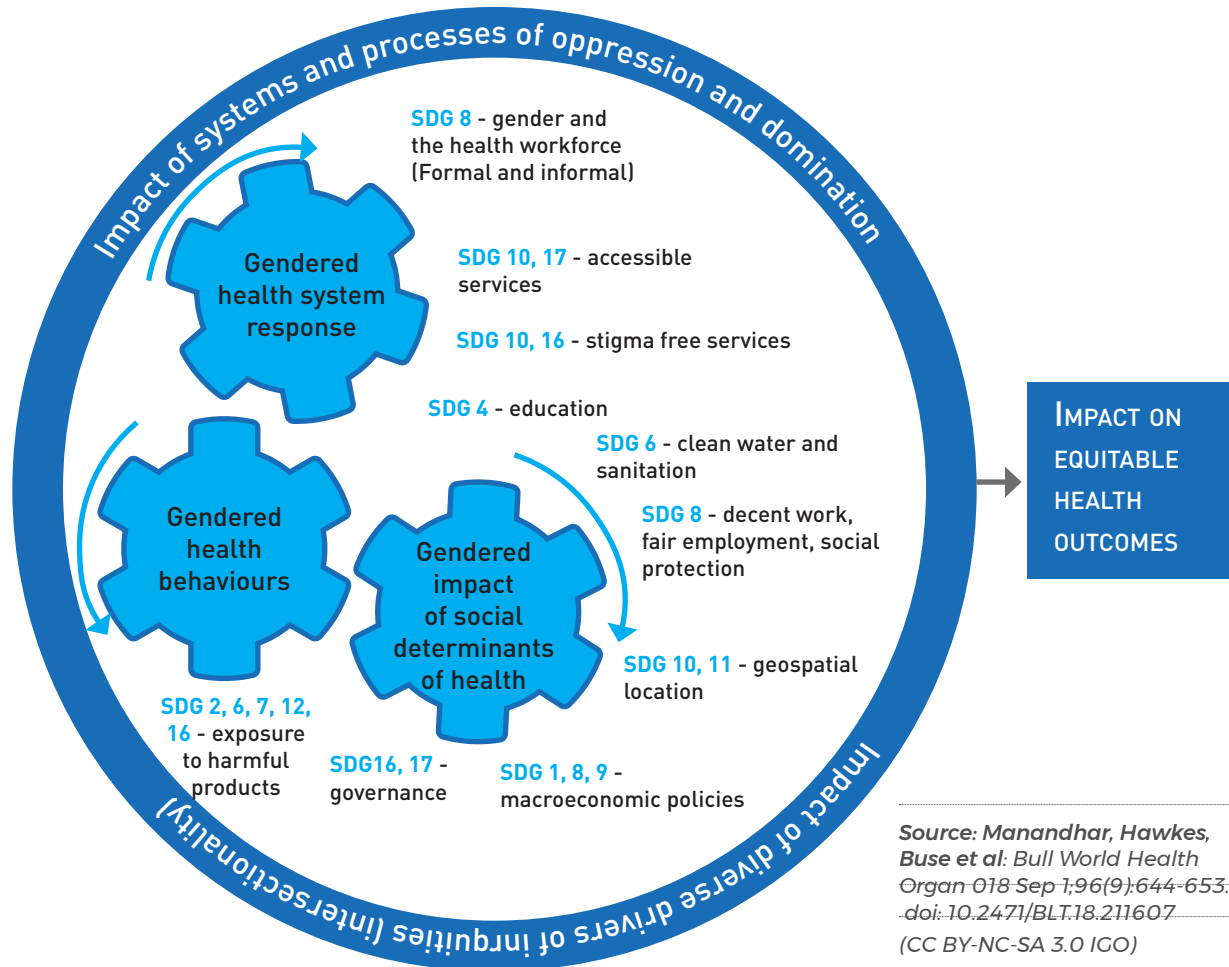 Impact of systems and processes of oppression and domination
SDG 8 - gender and
the health workforce
(Formal and informal)
Gendered
health system
response
SDG 10, 17 - accessible
services
SDG 10, 16 - stigma free services
SDG 4 - education
SDG 6 - clean water and
sanitation
Gendered
health
behaviours
Gendered
impact
of social
determinants
of health
SDG 8 - decent work,
fair employment, social
protection
SDG 10, 11 - geospatial
location
SDG 2, 6, 7, 12,
16 - exposure
to harmful
products
SDG16, 17 -
governance
SDG 1, 8, 9 -
macroeconomic policies
Impact of diverse drivers of inrquities (intersectionality)
IMPACT ON
EQUITABLE
HEALTH
OUTCOMES
Source: Manandhar, Hawkes,
Buse et al: Bull World Health
Organ 018 Sep 1;96(9):644-653.
doi: 10.2471/BLT.18.211607
(CC BY-NC-SA 3.0 IGO)